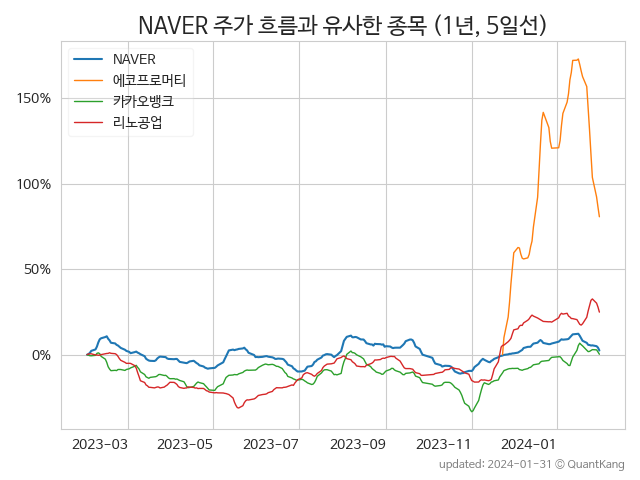 NAVER 주가 흐름과 유사한 종목 (1년, 5일선)
NAVER
에코프로머티
카카오뱅크
리노공업
150%
100%
50%
0%
2023-03 2023-05 2023-07 2023-09 2023-11 2024-01
updated: 2024-01-31 © QuantKang